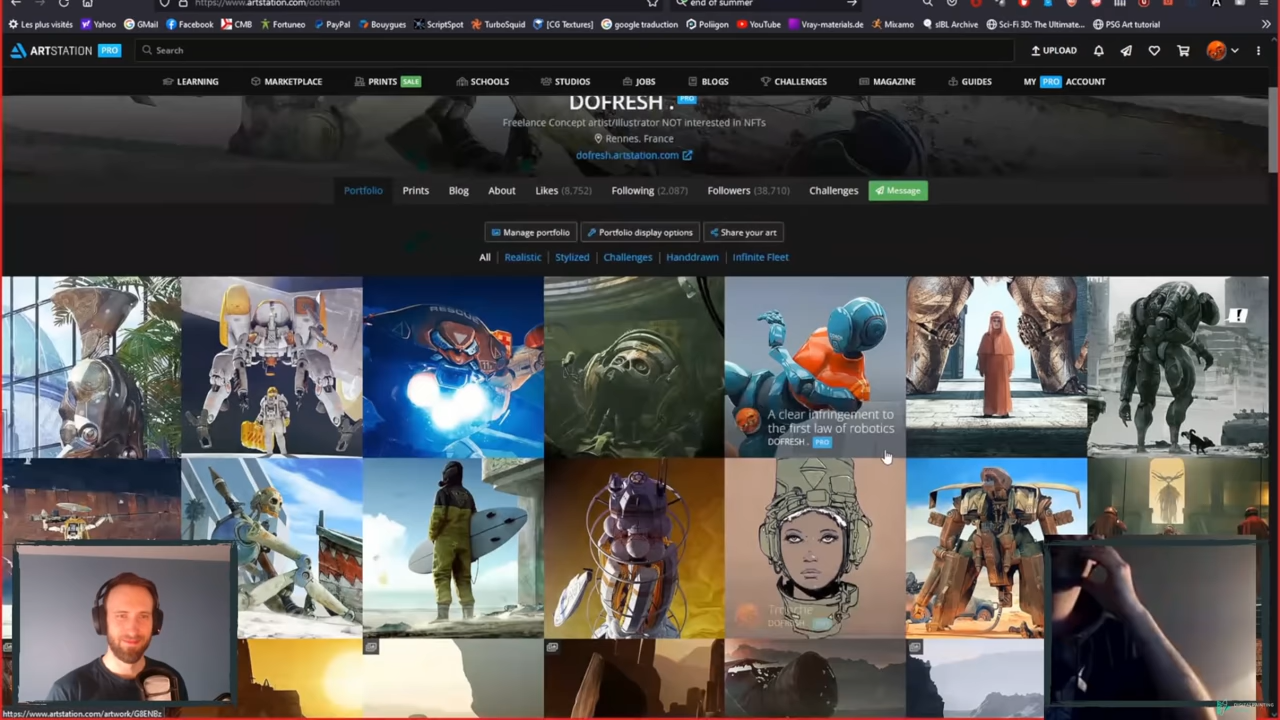 https://www.artstation.com/dofresh
end of summer
Les plus visités
Yahoo
GMail
Facebook
CMB
Fortuneo
PayPal
Bouygues
ScriptSpot
TurboSquid
[CG Textures]
google traduction
Poliigon
YouTube
Vray-materials.de
Mixamo
sIBL Archive
Sci-Fi 3D: The Ultimate...
PSG Art tutorial
ARTSTATION PRO
Search
UPLOAD
LEARNING
MARKETPLACE
PRINTS SALE
SCHOOLS
STUDIOS
JOBS
BLOGS
CHALLENGES
MAGAZINE
GUIDES
MY PRO ACCOUNT
DOFRESH . PRO
Freelance Concept artist/illustrator NOT interested in NFTs
Rennes, France
dofresh.artstation.com
Portfolio
Prints
Blog
About
Likes (8,752)
Following (2,087)
Followers (38,710)
Challenges
Message
Manage portfolio
Portfolio display options
Share your art
All
Realistic
Stylized
Challenges
Handdrawn
Infinite Fleet
RESCUE
!
A clear infringement to
the first law of robotics
DOFRESH . PRO
DOFRESH .
https://www.artstation.com/artwork/G8ENBz